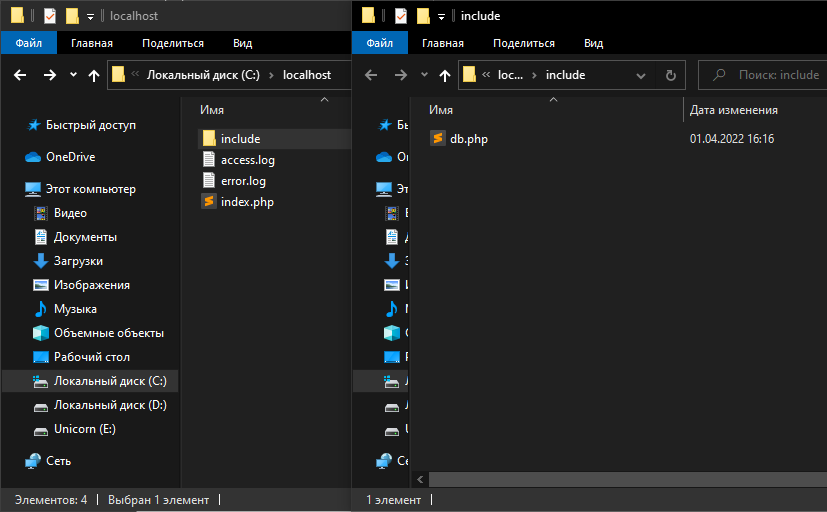 localhost
Файл Главная Поделиться Вид
Локальный диск (C:) localhost
Имя
Быстрый доступ
OneDrive
Этот компьютер
Видео
Документы
Загрузки
Изображения
Музыка
Объемные объекты
Рабочий стол
Локальный диск (C:)
Локальный диск (D:)
Unicorn (E:)
Сеть
include
access.log
error.log
index.php
Элементов: 4 Выбран 1 элемент
include
Файл Главная Поделиться Вид
loc... include
Поиск: include
Имя Дата изменения
db.php 01.04.2022 16:16
1 элемент